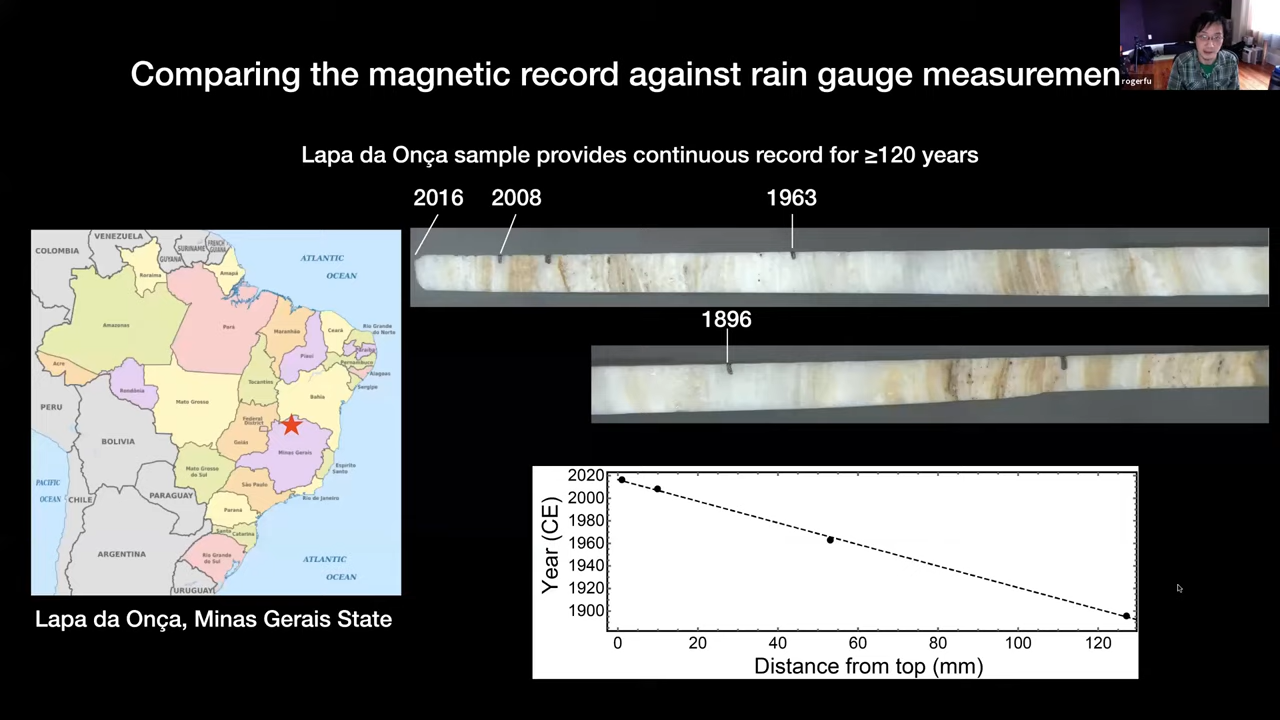 Comparing the magnetic record against rain gauge measuremen
rogerfu
Lapa da Onça sample provides continuous record for ≥120 years
2016 2008 1963
1896
COLOMBIA
VENEZUELA
GUYANA
SURINAME
FRENCH
GUIANA
ATLANTIC
OCEAN
Roraima
Amapá
Amazonas
Pará
Maranhão
Ceará
Rio Grande
do Norte
Paraíba
Pernambuco
Piauí
Alagoas
Sergipe
Acre
Rondônia
Tocantins
Bahia
Mato Grosso
Federal
District
Goiás
Minas Gerais
PERU
BOLIVIA
Mato Grosso
do Sul
Espírito
Santo
São Paulo
Rio de Janeiro
PACIFIC
OCEAN
CHILE
PARAGUAY
Paraná
Santa
Catarina
Rio Grande
do Sul
ARGENTINA
ATLANTIC
OCEAN
URUGUAY
Lapa da Onça, Minas Gerais State
Year (CE)
2020
2000
1980
1960
1940
1920
1900
0 20 40 60 80 100 120
Distance from top (mm)